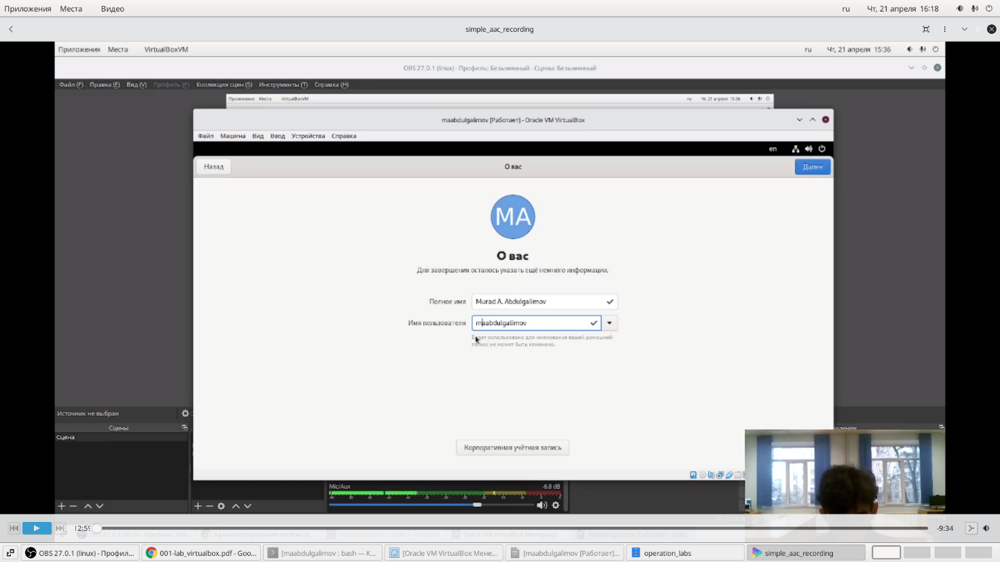 Приложения Места Видео ru Чт, 21 апреля 16:18
simple_aac_recording
Приложения Места VirtualBoxVM ru Чт, 21 апреля 15:36
OBS 27.0.1 (linux) - Профиль: Безымянный - Сцены: Безымянный
Файл (F) Правка (E) Вид (V) Профиль (P) Коллекция сцен (S) Инструменты (T) Справка (H)
Приложения Места VirtualBoxVM ru Чт, 21 апреля 15:36
maabdulgalimov [Работает] - Oracle VM VirtualBox
Файл Машина Вид Ввод Устройства Справка
en
Назад О вас Далее
MA
О вас
Для завершения осталось указать ещё немного информации.
Полное имя Murad A. Abdulgalimov
Имя пользователя maabdulgalimov
Будет использовано для именования вашей домашней
папки; не может быть изменено.
Источник не выбран
Сцены
Сцена
Корпоративная учётная запись
Mic/Aux -6.8 dB
-9:34
OBS 27.0.1 (linux) - Профил... 001-lab_virtualbox.pdf - Goo... [maabdulgalimov : bash — K... [Oracle VM VirtualBox Мене... [maabdulgalimov [Работает]... operation_labs simple_aac_recording